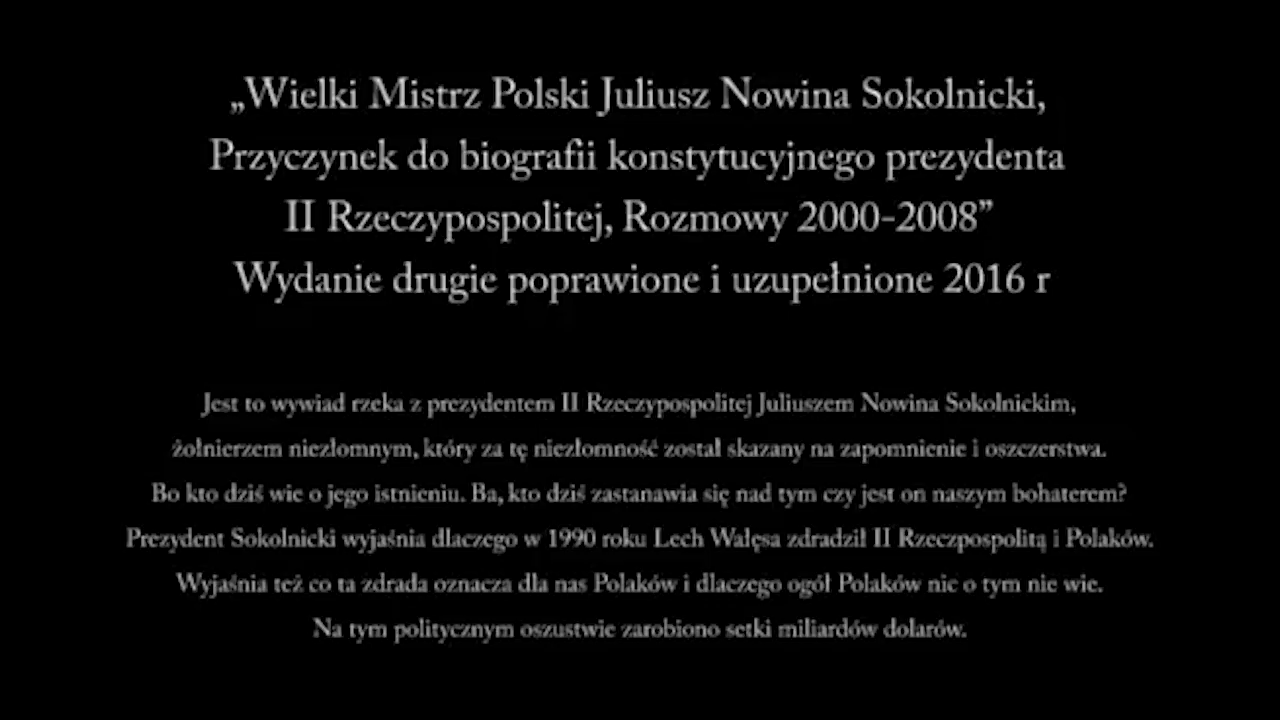 „Wielki Mistrz Polski Juliusz Nowina Sokolnicki,
Przyczynek do biografii konstytucyjnego prezydenta
II Rzeczypospolitej, Rozmowy 2000-2008”
Wydanie drugie poprawione i uzupełnione 2016 r
Jest to wywiad rzeka z prezydentem II Rzeczypospolitej Juliuszem Nowina Sokolnickim,
żołnierzem niezłomnym, który za tę niezłomność został skazany na zapomnienie i oszczerstwa.
Bo kto dziś wie o jego istnieniu. Ba, kto dziś zastanawia się nad tym czy jest on naszym bohaterem?
Prezydent Sokolnicki wyjaśnia dlaczego w 1990 roku Lech Wałęsa zdradził II Rzeczpospolitą i Polaków.
Wyjaśnia też co ta zdrada oznacza dla nas Polaków i dlaczego ogół Polaków nic o tym nie wie.
Na tym politycznym oszustwie zarobiono setki miliardów dolarów.